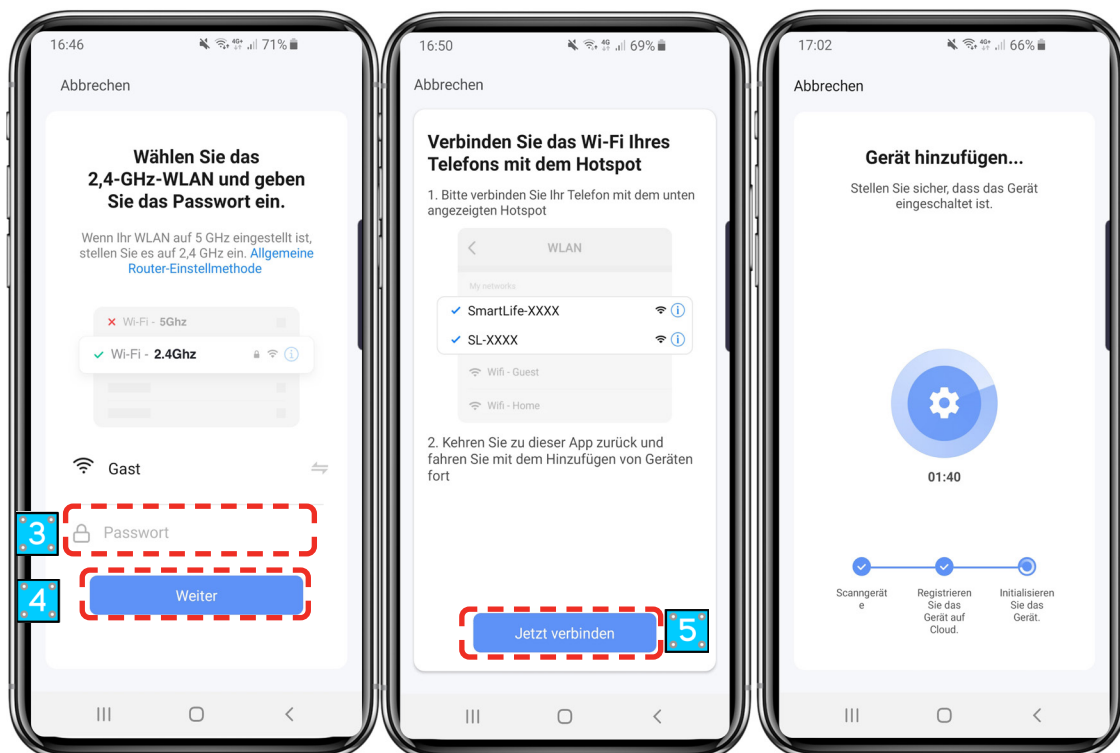 16:46
4G+
71%
Abbrechen
Wählen Sie das
2,4-GHz-WLAN und geben
Sie das Passwort ein.
Wenn Ihr WLAN auf 5 GHz eingestellt ist,
stellen Sie es auf 2,4 GHz ein. Allgemeine
Router-Einstellmethode
Wi-Fi - 5Ghz
Wi-Fi - 2.4Ghz
Gast
3
Passwort
4
Weiter
16:50
4G
69%
Abbrechen
Verbinden Sie das Wi-Fi Ihres
Telefons mit dem Hotspot
1. Bitte verbinden Sie Ihr Telefon mit dem unten
angezeigten Hotspot
WLAN
My networks
SmartLife-XXXX
SL-XXXX
Wifi - Guest
Wifi - Home
2. Kehren Sie zu dieser App zurück und
fahren Sie mit dem Hinzufügen von Geräten
fort
Jetzt verbinden
5
17:02
4G+
66%
Abbrechen
Gerät hinzufügen...
Stellen Sie sicher, dass das Gerät
eingeschaltet ist.
01:40
Scanngerät
e
Registrieren
Sie das
Gerät auf
Cloud.
Initialisieren
Sie das
Gerät.